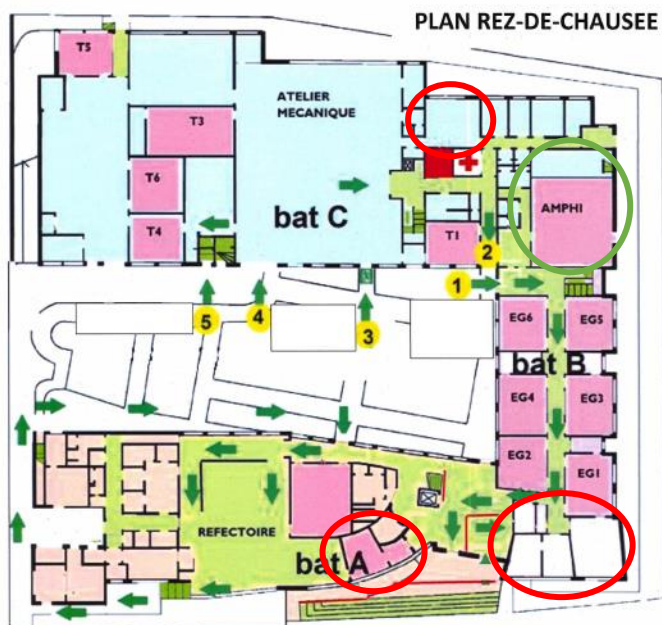 PLAN REZ-DE-CHAUSEE
T5
T3
ATELIER
MECANIQUE
T6
AMPHI
T4
bat C
T1
2
1
5
4
3
EG6
EG5
bat B
EG4
EG3
EG2
EG1
REFECTOIRE
bat A